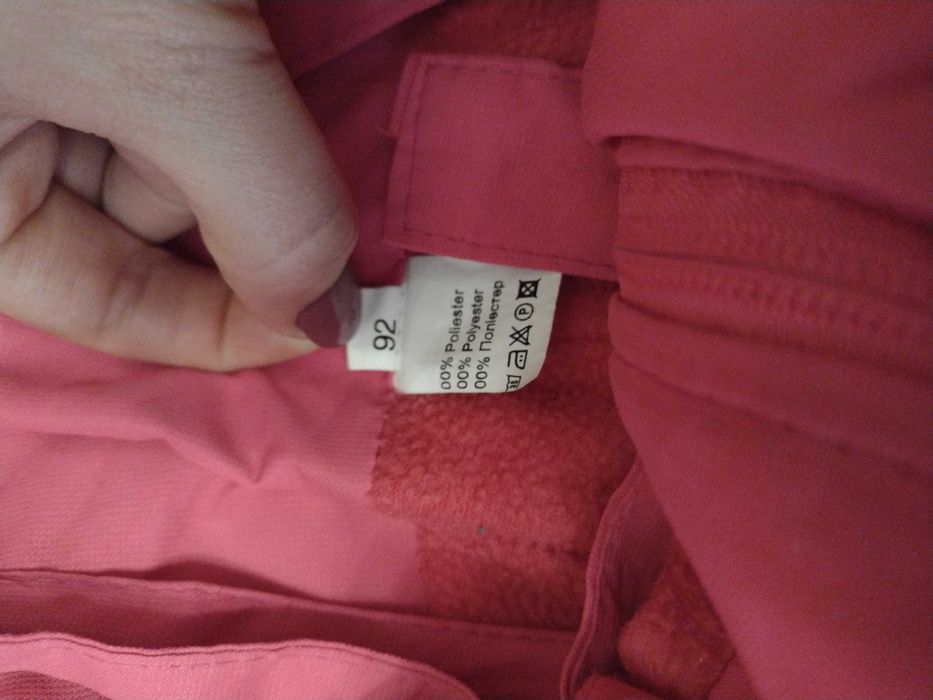 92
00% Poliester
00% Polyester
00% Поліестер
P